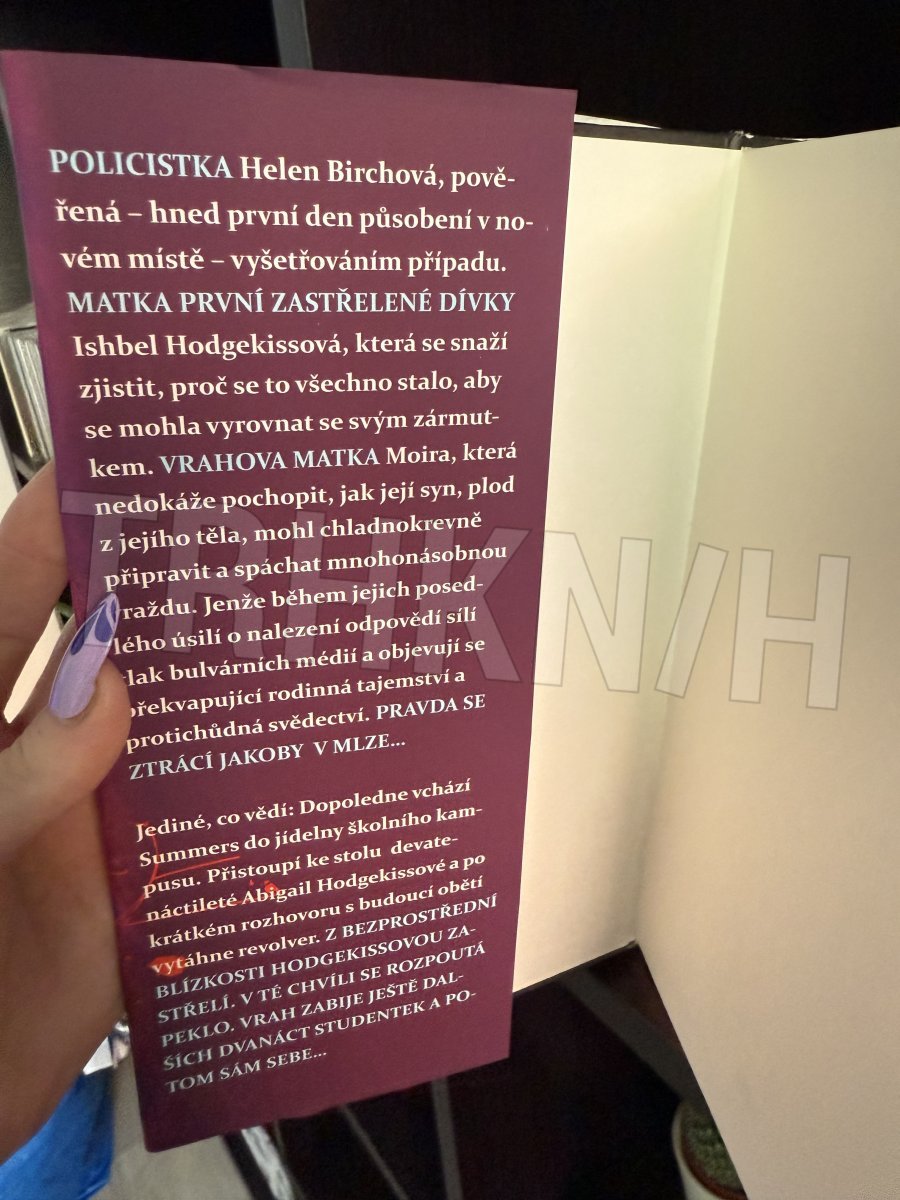 POLICISTKA Helen Birchová, pově-
řená – hned první den působení v no-
vém místě – vyšetřováním případu.
MATKA PRVNÍ ZASTŘELENÉ DÍVKY
Ishbel Hodgekissová, která se snaží
zjistit, proč se to všechno stalo, aby
se mohla vyrovnat se svým zármut-
kem. VRAHOVA MATKA Moira, která
nedokáže pochopit, jak její syn, plod
z jejího těla, mohl chladnokrevně
připravit a spáchat mnohonásobnou
raždu. Jenže během jejich posed-
lého úsilí o nalezení odpovědí sílí
tlak bulvárních médií a objevují se
překvapující rodinná tajemství a
protichůdná svědectví. PRAVDA SE
ZTRÁCÍ JAKOBY V MLZE...
Jediné, co vědí: Dopoledne vchází
Summers do jídelny školního kam-
pusu. Přistoupí ke stolu devate-
náctileté Abigail Hodgekissové a po
krátkém rozhovoru s budoucí obětí
vytáhne revolver. Z BEZPROSTŘEDNÍ
BLÍZKOSTI HODGEKISSOVOU ZA-
STŘELÍ. V TÉ CHVÍLI SE ROZPOUTÁ
PEKLO. VRAH ZABIJE JEŠTĚ DAL-
ŠÍCH DVANÁCT STUDENTEK A PO-
TOM SÁM SEBE...
TRHKNIH